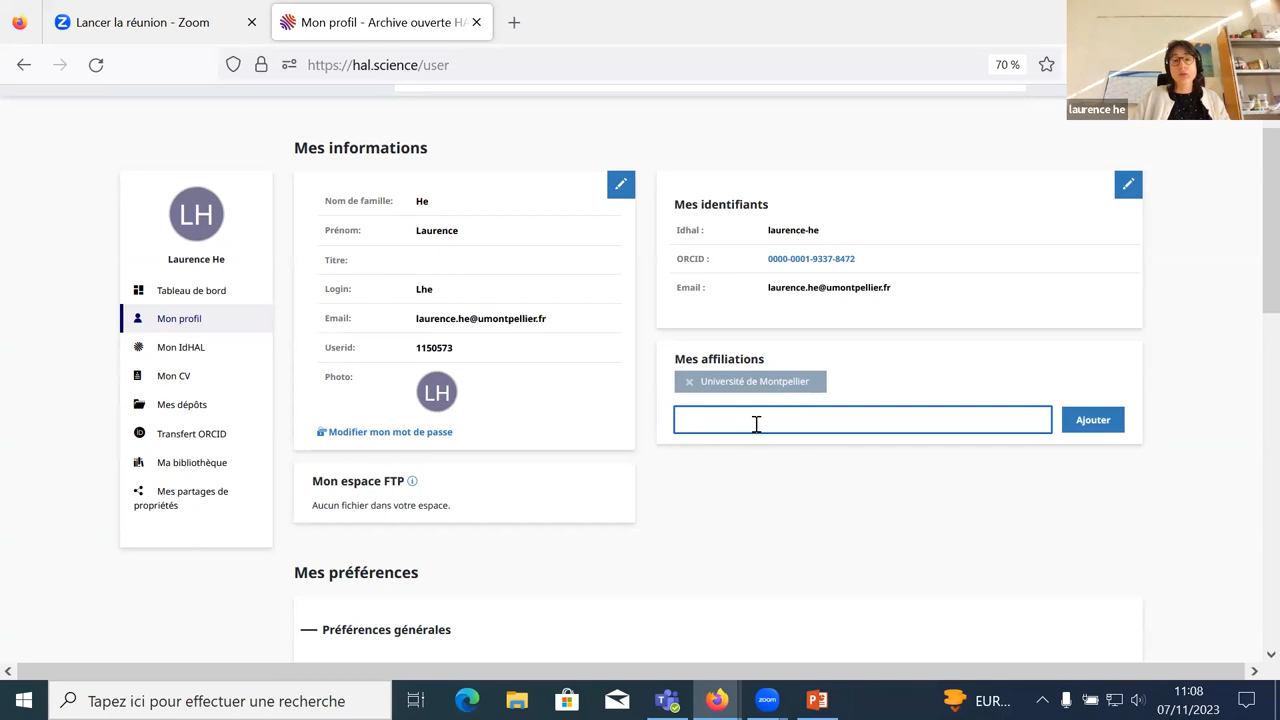 Lancer la réunion - Zoom
Mon profil - Archive ouverte HA
https://hal.science/user
70 %
laurence he
Mes informations
LH
Laurence He
Tableau de bord
Mon profil
Mon IdHAL
Mon CV
Mes dépôts
Transfert ORCID
Ma bibliothèque
Mes partages de
propriétés
Nom de famille: He
Prénom: Laurence
Titre:
Login: Lhe
Email: laurence.he@umontpellier.fr
Userid: 1150573
Photo:
LH
Modifier mon mot de passe
Mon espace FTP
Aucun fichier dans votre espace.
Mes identifiants
Idhal : laurence-he
ORCID : 0000-0001-9337-8472
Email : laurence.he@umontpellier.fr
Mes affiliations
Université de Montpellier
Ajouter
Mes préférences
Préférences générales
Tapez ici pour effectuer une recherche
zoom
EUR...
11:08
07/11/2023